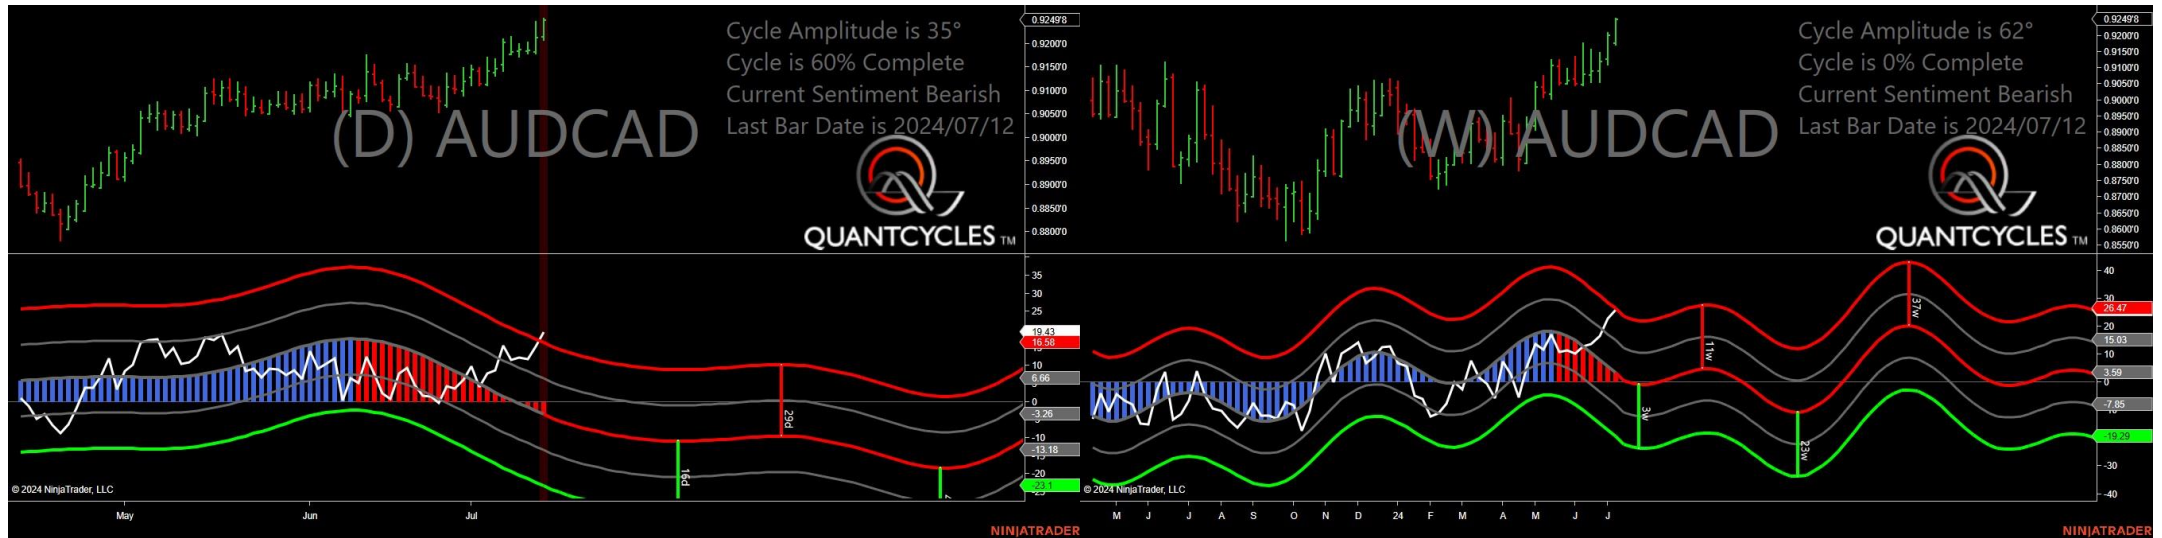 Cycle Amplitude is 35°
Cycle is 60% Complete
Current Sentiment Bearish
Last Bar Date is 2024/07/12
(D) AUDCAD
QUANTCYCLES TM
0.9249'8
0.9200'0
0.9150'0
0.9100'0
0.9050'0
0.9000'0
0.8950'0
0.8900'0
0.8850'0
0.8800'0
35
30
25
19.43
16.58
10
6.66
0
-3.26
-10
-13.18
-20
-23.1
29d
16d
© 2024 NinjaTrader, LLC
May Jun Jul
NINJATRADER
Cycle Amplitude is 62°
Cycle is 0% Complete
Current Sentiment Bearish
Last Bar Date is 2024/07/12
(W) AUDCAD
QUANTCYCLES TM
0.9249'8
0.9200'0
0.9150'0
0.9100'0
0.9050'0
0.9000'0
0.8950'0
0.8900'0
0.8850'0
0.8800'0
0.8750'0
0.8700'0
0.8650'0
0.8600'0
0.8550'0
40
30
26.47
20
15.03
10
3.59
0
-7.85
-19.29
-30
-40
11w
37w
3w
23w
© 2024 NinjaTrader, LLC
M J J A S O N D 24 F M A M J J
NINJATRADER